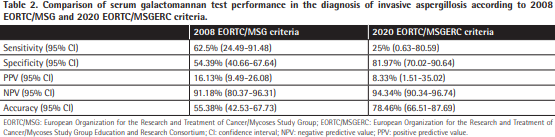 Table 2. Comparison of serum galactomannan test performance in the diagnosis of invasive aspergillosis according to 2008
EORTC/MSG and 2020 EORTC/MSGERC criteria.
2008 EORTC/MSG criteria 2020 EORTC/MSGERC criteria
Sensitivity (95% CI) 62.5% (24.49-91.48) 25% (0.63-80.59)
Specificity (95% CI) 54.39% (40.66-67.64) 81.97% (70.02-90.64)
PPV (95% CI) 16.13% (9.49-26.08) 8.33% (1.51-35.02)
NPV (95% CI) 91.18% (80.37-96.31) 94.34% (90.34-96.74)
Accuracy (95% CI) 55.38% (42.53-67.73) 78.46% (66.51-87.69)
EORTC/MSG: European Organization for the Research and Treatment of Cancer/Mycoses Study Group; EORTC/MSGERC: European Organization for the Research and Treatment of
Cancer/Mycoses Study Group Education and Research Consortium; CI: confidence interval; NPV: negative predictive value; PPV: positive predictive value.